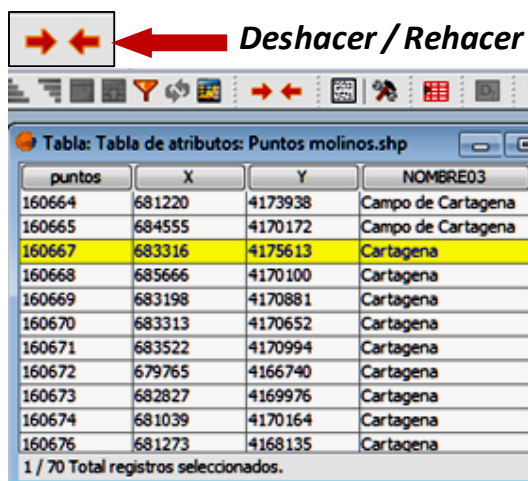 Deshacer / Rehacer
Tabla: Tabla de atributos: Puntos molinos.shp
puntos X Y NOMBRE03
160664 681220 4173938 Campo de Cartagena
160665 684555 4170172 Campo de Cartagena
160667 683316 4175613 Cartagena
160668 685666 4170100 Cartagena
160669 683198 4170881 Cartagena
160670 683313 4170652 Cartagena
160671 683522 4170994 Cartagena
160672 679765 4166740 Cartagena
160673 682827 4169976 Cartagena
160674 681039 4170164 Cartagena
160676 681273 4168135 Cartagena
1 / 70 Total registros seleccionados.